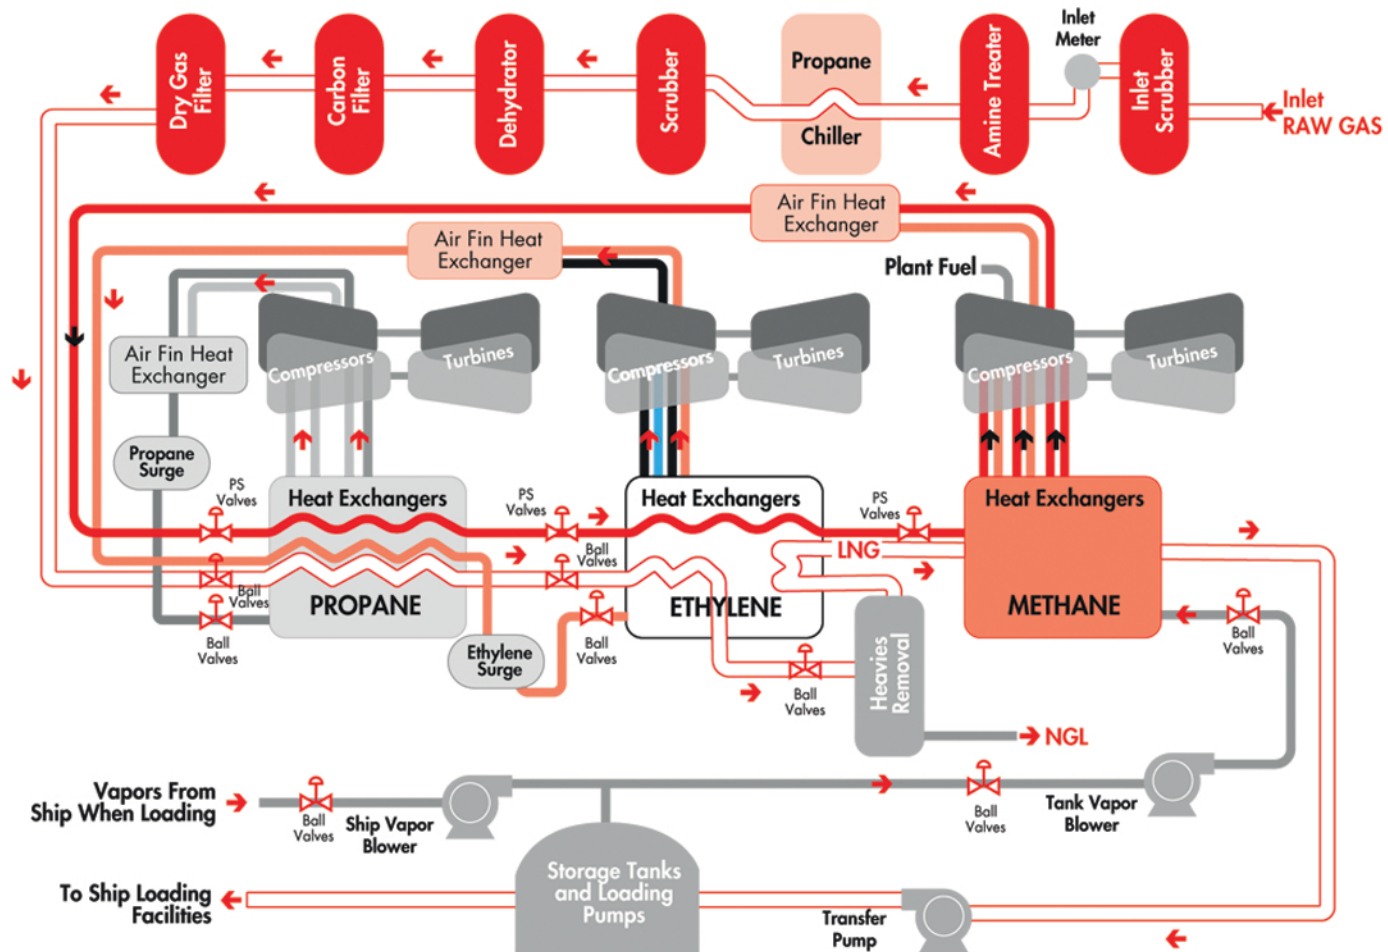 Inlet
Meter
Propane
Chiller
Dry Gas
Filter
Carbon
Filter
Dehydrator
Scrubber
Amine Treater
Inlet
Scrubber
Inlet
RAW GAS
Air Fin Heat
Exchanger
Air Fin Heat
Exchanger
Plant Fuel
Air Fin Heat
Exchanger
Compressors
Turbines
Compressors
Turbines
Compressors
Turbines
Propane
Surge
PS
Valves
Heat Exchangers
PS
Valves
Heat Exchangers
PS
Valves
Heat Exchangers
Ball
Valves
LNG
Ball
Valves
PROPANE
ETHYLENE
METHANE
Ball
Valves
Ethylene
Surge
Ball
Valves
Ball
Valves
Heavies
Removal
Ball
Valves
NGL
Vapors From
Ship When Loading
Ball
Valves
Ship Vapor
Blower
Ball
Valves
Tank Vapor
Blower
Storage Tanks
and Loading
Pumps
To Ship Loading
Facilities
Transfer
Pump